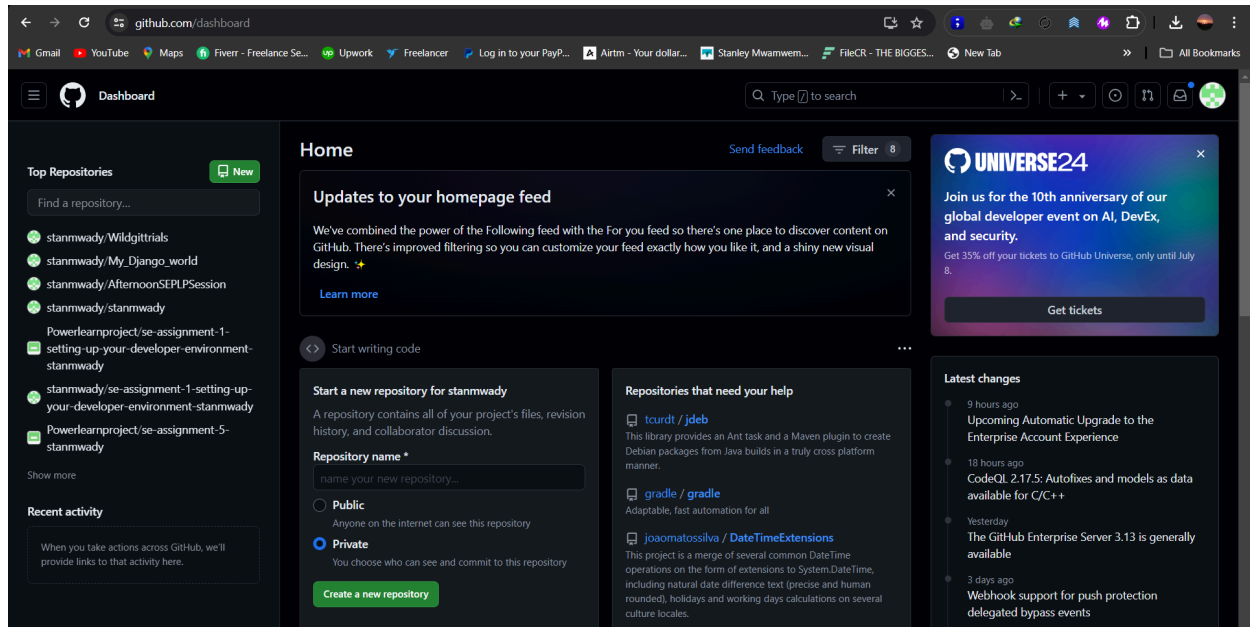 github.com/dashboard
Gmail
YouTube
Maps
Fiverr - Freelance Se...
Upwork
Freelancer
Log in to your PayP...
Airtm - Your dollar...
Stanley Mwamwem...
FileCR - THE BIGGES...
New Tab
»
All Bookmarks
Dashboard
Type / to search
Top Repositories
New
Find a repository...
stanmwady/Wildgittrials
stanmwady/My_Django_world
stanmwady/AfternoonSEPLPSession
stanmwady/stanmwady
Powerlearnproject/se-assignment-1-
setting-up-your-developer-environment-
stanmwady
stanmwady/se-assignment-1-setting-up-
your-developer-environment-stanmwady
Powerlearnproject/se-assignment-5-
stanmwady
Show more
Recent activity
When you take actions across GitHub, we'll
provide links to that activity here.
Home
Send feedback
Filter 8
Updates to your homepage feed
We've combined the power of the Following feed with the For you feed so there's one place to discover content on
GitHub. There's improved filtering so you can customize your feed exactly how you like it, and a shiny new visual
design. ✨
Learn more
Start writing code
Start a new repository for stanmwady
A repository contains all of your project's files, revision
history, and collaborator discussion.
Repository name *
name your new repository...
Public
Anyone on the internet can see this repository
Private
You choose who can see and commit to this repository
Create a new repository
Repositories that need your help
tcurdt / jdeb
This library provides an Ant task and a Maven plugin to create
Debian packages from Java builds in a truly cross platform
manner.
gradle / gradle
Adaptable, fast automation for all
joaomatossilva / DateTimeExtensions
This project is a merge of several common DateTime
operations on the form of extensions to System.DateTime,
including natural date difference text (precise and human
rounded), holidays and working days calculations on several
culture locales.
UNIVERSE24
Join us for the 10th anniversary of our
global developer event on AI, DevEx,
and security.
Get 35% off your tickets to GitHub Universe, only until July
8.
Get tickets
Latest changes
9 hours ago
Upcoming Automatic Upgrade to the
Enterprise Account Experience
18 hours ago
CodeQL 2.17.5: Autofixes and models as data
available for C/C++
Yesterday
The GitHub Enterprise Server 3.13 is generally
available
3 days ago
Webhook support for push protection
delegated bypass events